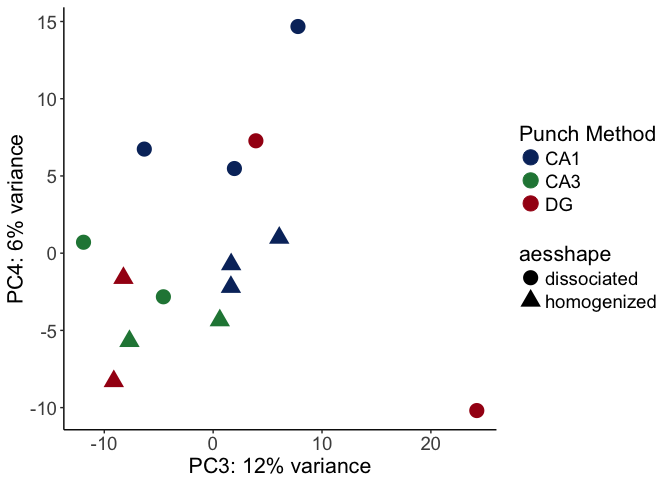 15
10
5
0
-5
-10
PC4: 6% variance
-10
0
10
20
PC3: 12% variance
Punch Method
CA1
CA3
DG
aesshape
dissociated
homogenized